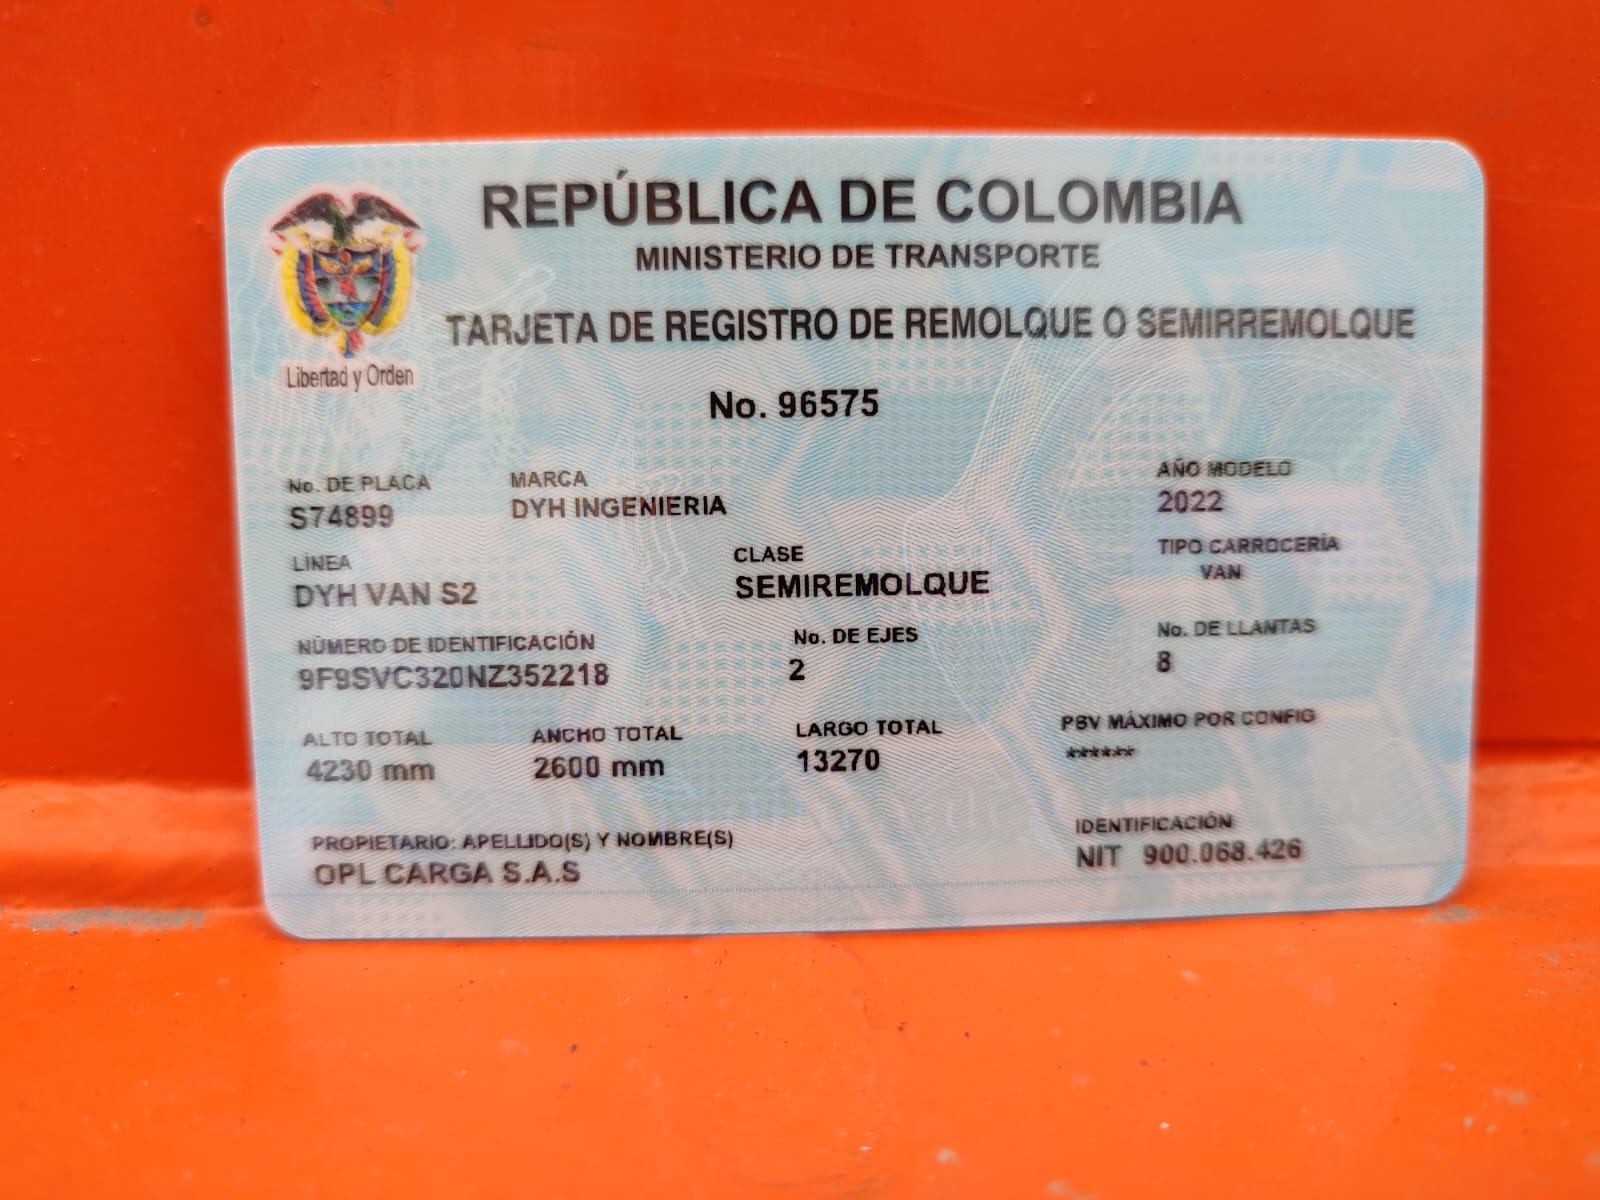 REPÚBLICA DE COLOMBIA
MINISTERIO DE TRANSPORTE
TARJETA DE REGISTRO DE REMOLQUE O SEMIRREMOLQUE
Libertad y Orden
No. 96575
No. DE PLACA MARCA AÑO MODELO
S74899 DYH INGENIERIA 2022
LÍNEA CLASE TIPO CARROCERÍA
DYH VAN S2 SEMIREMOLQUE VAN
NÚMERO DE IDENTIFICACIÓN No. DE EJES No. DE LLANTAS
9F9SVC320NZ352218 2 8
ALTO TOTAL ANCHO TOTAL LARGO TOTAL PBV MÁXIMO POR CONFIG
4230 mm 2600 mm 13270 ******
PROPIETARIO: APELLIDO(S) Y NOMBRE(S) IDENTIFICACIÓN
OPL CARGA S.A.S NIT 900.068.426